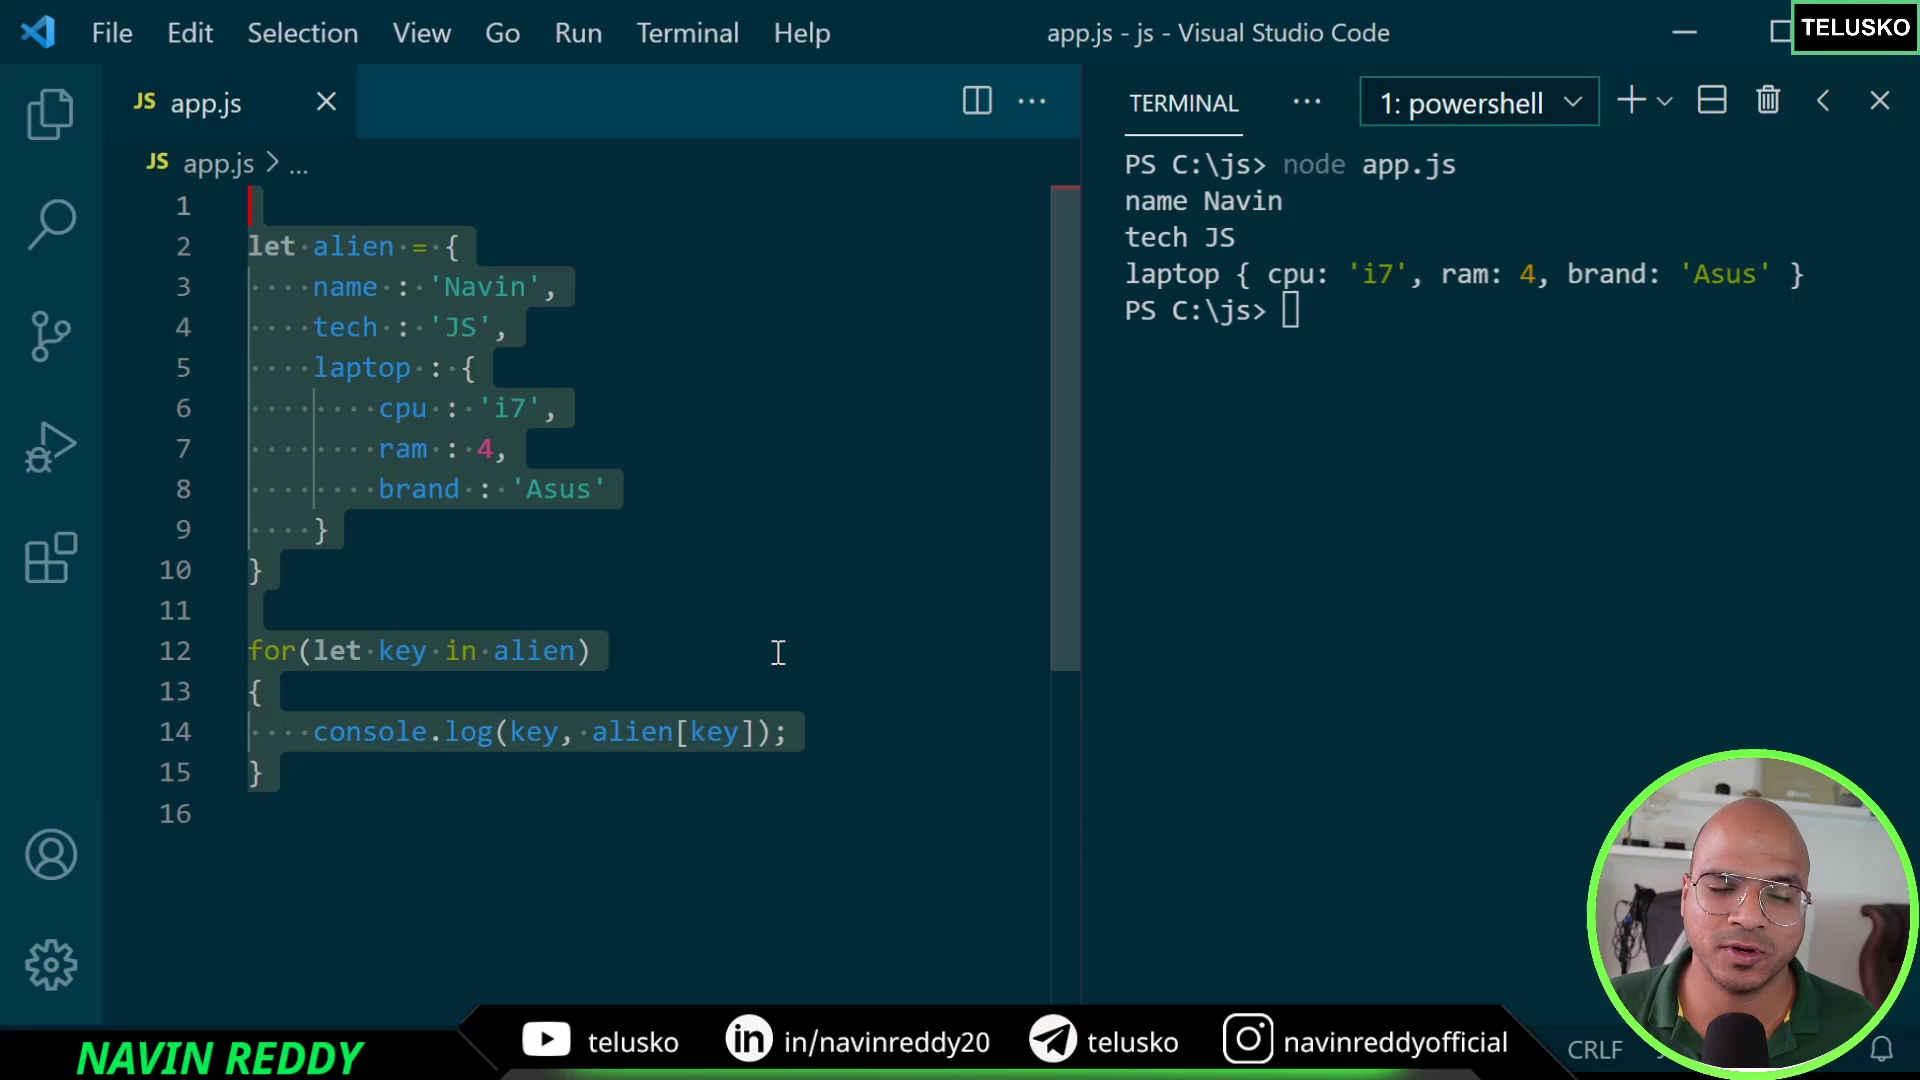 File Edit Selection View Go Run Terminal Help
app.js - js - Visual Studio Code
TELUSKO
JS app.js
JS app.js > ...
1
2 let alien = {
3 name : 'Navin',
4 tech : 'JS',
5 laptop : {
6 cpu : 'i7',
7 ram : 4,
8 brand : 'Asus'
9 }
10 }
11
12 for(let key in alien)
13 {
14 console.log(key, alien[key]);
15 }
16
TERMINAL ... 1: powershell
PS C:\js> node app.js
name Navin
tech JS
laptop { cpu: 'i7', ram: 4, brand: 'Asus' }
PS C:\js>
NAVIN REDDY
telusko
in/navinreddy20
telusko
navinreddyofficial
CRLF